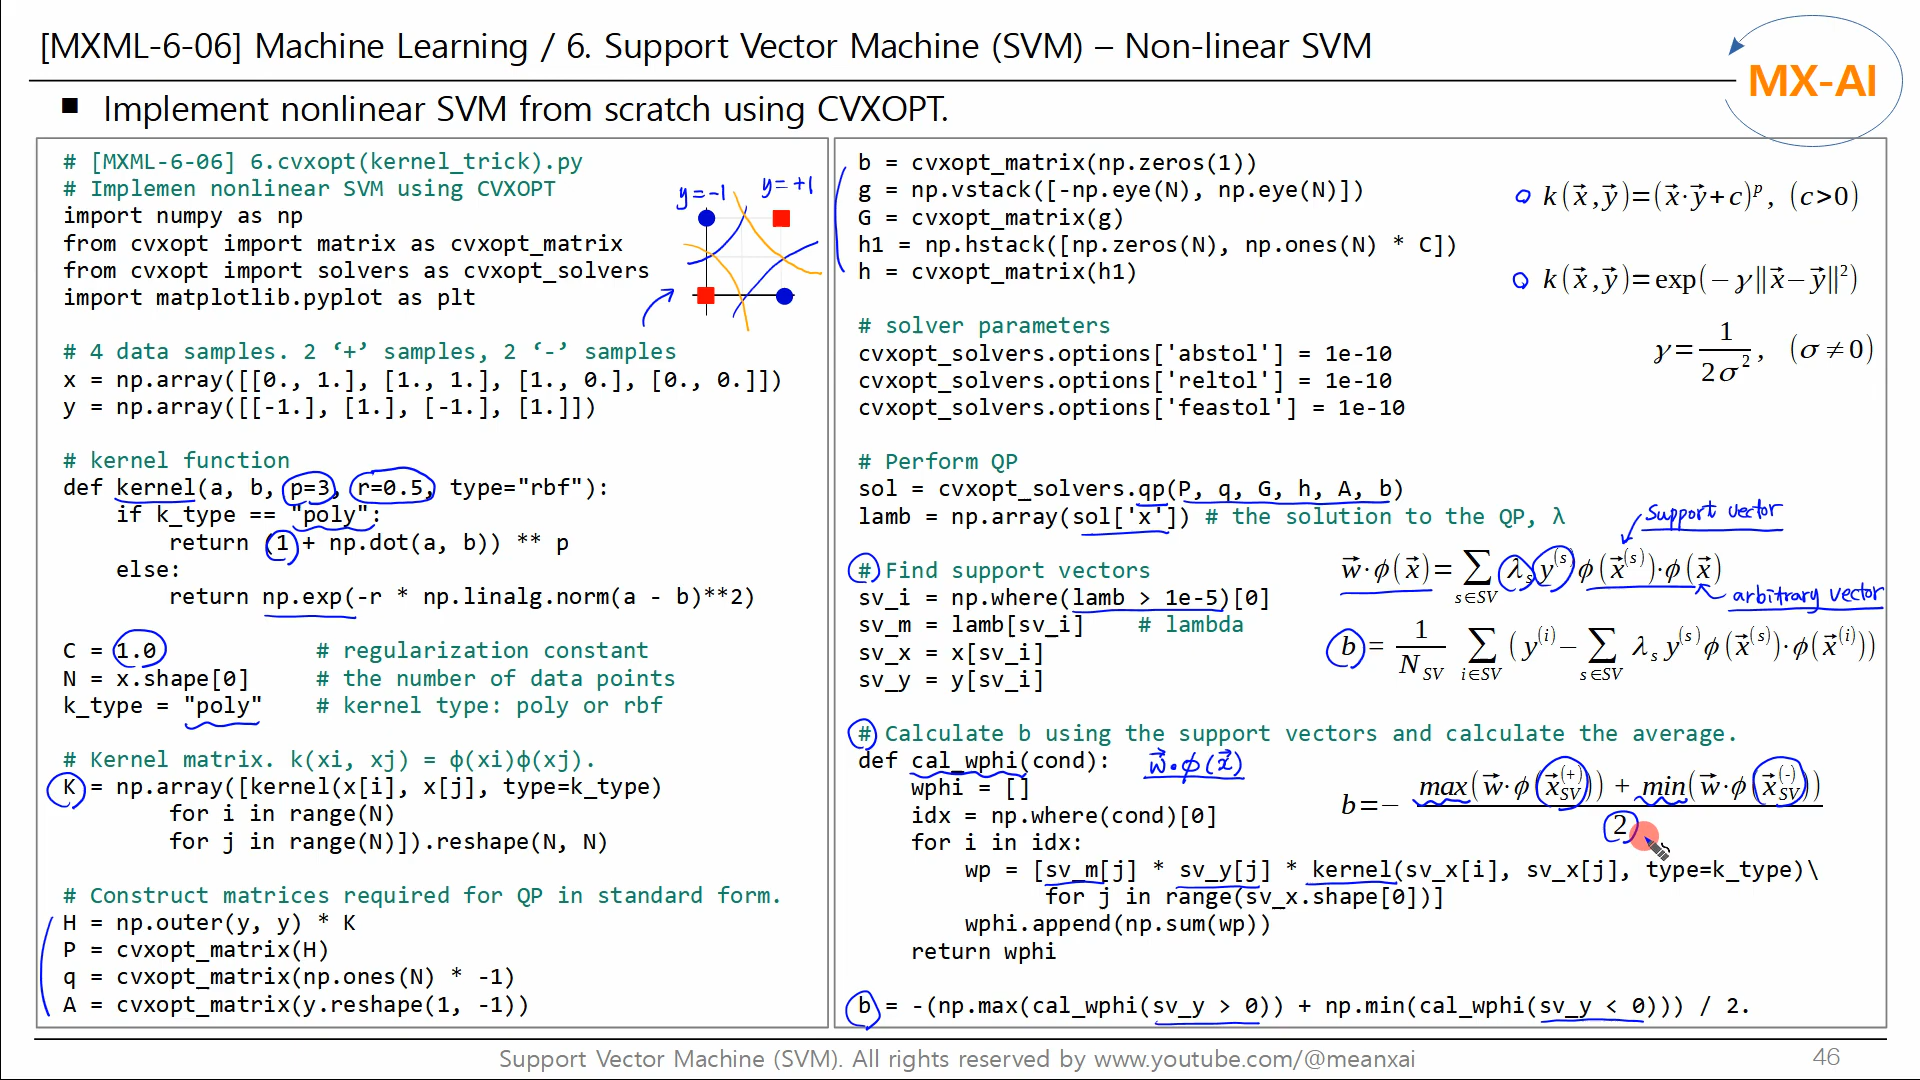 [MXML-6-06] Machine Learning / 6. Support Vector Machine (SVM) – Non-linear SVM
MX-AI
■ Implement nonlinear SVM from scratch using CVXOPT.
# [MXML-6-06] 6.cvxopt(kernel_trick).py
# Implemen nonlinear SVM using CVXOPT
import numpy as np
from cvxopt import matrix as cvxopt_matrix
from cvxopt import solvers as cvxopt_solvers
import matplotlib.pyplot as plt
y=-1 y=+1
# 4 data samples. 2 ‘+’ samples, 2 ‘-’ samples
x = np.array([[0., 1.], [1., 1.], [1., 0.], [0., 0.]])
y = np.array([[-1.], [1.], [-1.], [1.]])
# kernel function
def kernel(a, b, p=3, r=0.5, type="rbf"):
if k_type == "poly":
return (1 + np.dot(a, b)) ** p
else:
return np.exp(-r * np.linalg.norm(a - b)**2)
C = 1.0 # regularization constant
N = x.shape[0] # the number of data points
k_type = "poly" # kernel type: poly or rbf
# Kernel matrix. k(xi, xj) = ϕ(xi)ϕ(xj).
K = np.array([kernel(x[i], x[j], type=k_type)
for i in range(N)
for j in range(N)]).reshape(N, N)
# Construct matrices required for QP in standard form.
H = np.outer(y, y) * K
P = cvxopt_matrix(H)
q = cvxopt_matrix(np.ones(N) * -1)
A = cvxopt_matrix(y.reshape(1, -1))
b = cvxopt_matrix(np.zeros(1))
g = np.vstack([-np.eye(N), np.eye(N)])
G = cvxopt_matrix(g)
h1 = np.hstack([np.zeros(N), np.ones(N) * C])
h = cvxopt_matrix(h1)
k(x⃗,y⃗)=(x⃗·y⃗+c)^p, (c>0)
k(x⃗,y⃗)=exp(−γ‖x⃗−y⃗‖²)
γ=1/(2σ²), (σ≠0)
# solver parameters
cvxopt_solvers.options['abstol'] = 1e-10
cvxopt_solvers.options['reltol'] = 1e-10
cvxopt_solvers.options['feastol'] = 1e-10
# Perform QP
sol = cvxopt_solvers.qp(P, q, G, h, A, b)
lamb = np.array(sol['x']) # the solution to the QP, λ
support vector
w⃗·ϕ(x⃗)=∑_{s∈SV} λ_s y^(s) ϕ(x⃗^(s))·ϕ(x⃗)
arbitrary vector
# Find support vectors
sv_i = np.where(lamb > 1e-5)[0]
sv_m = lamb[sv_i] # lambda
sv_x = x[sv_i]
sv_y = y[sv_i]
b = 1/N_SV ∑_{i∈SV} (y^(i)−∑_{s∈SV} λ_s y^(s) ϕ(x⃗^(s))·ϕ(x⃗^(i)))
# Calculate b using the support vectors and calculate the average.
def cal_wphi(cond): w⃗·ϕ(x⃗)
wphi = []
idx = np.where(cond)[0]
for i in idx:
wp = [sv_m[j] * sv_y[j] * kernel(sv_x[i], sv_x[j], type=k_type)\
for j in range(sv_x.shape[0])]
wphi.append(np.sum(wp))
return wphi
b=− (max(w⃗·ϕ(x⃗_SV^(+))) + min(w⃗·ϕ(x⃗_SV^(-))))/2
b = -(np.max(cal_wphi(sv_y > 0)) + np.min(cal_wphi(sv_y < 0))) / 2.
Support Vector Machine (SVM). All rights reserved by www.youtube.com/@meanxai
46